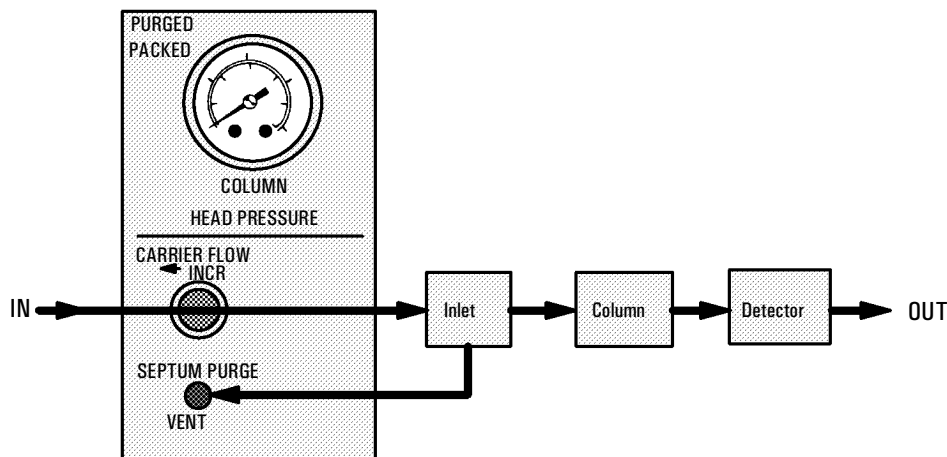 PURGED
PACKED
COLUMN
HEAD PRESSURE
CARRIER FLOW
INCR
IN
Inlet
Column
Detector
OUT
SEPTUM PURGE
VENT